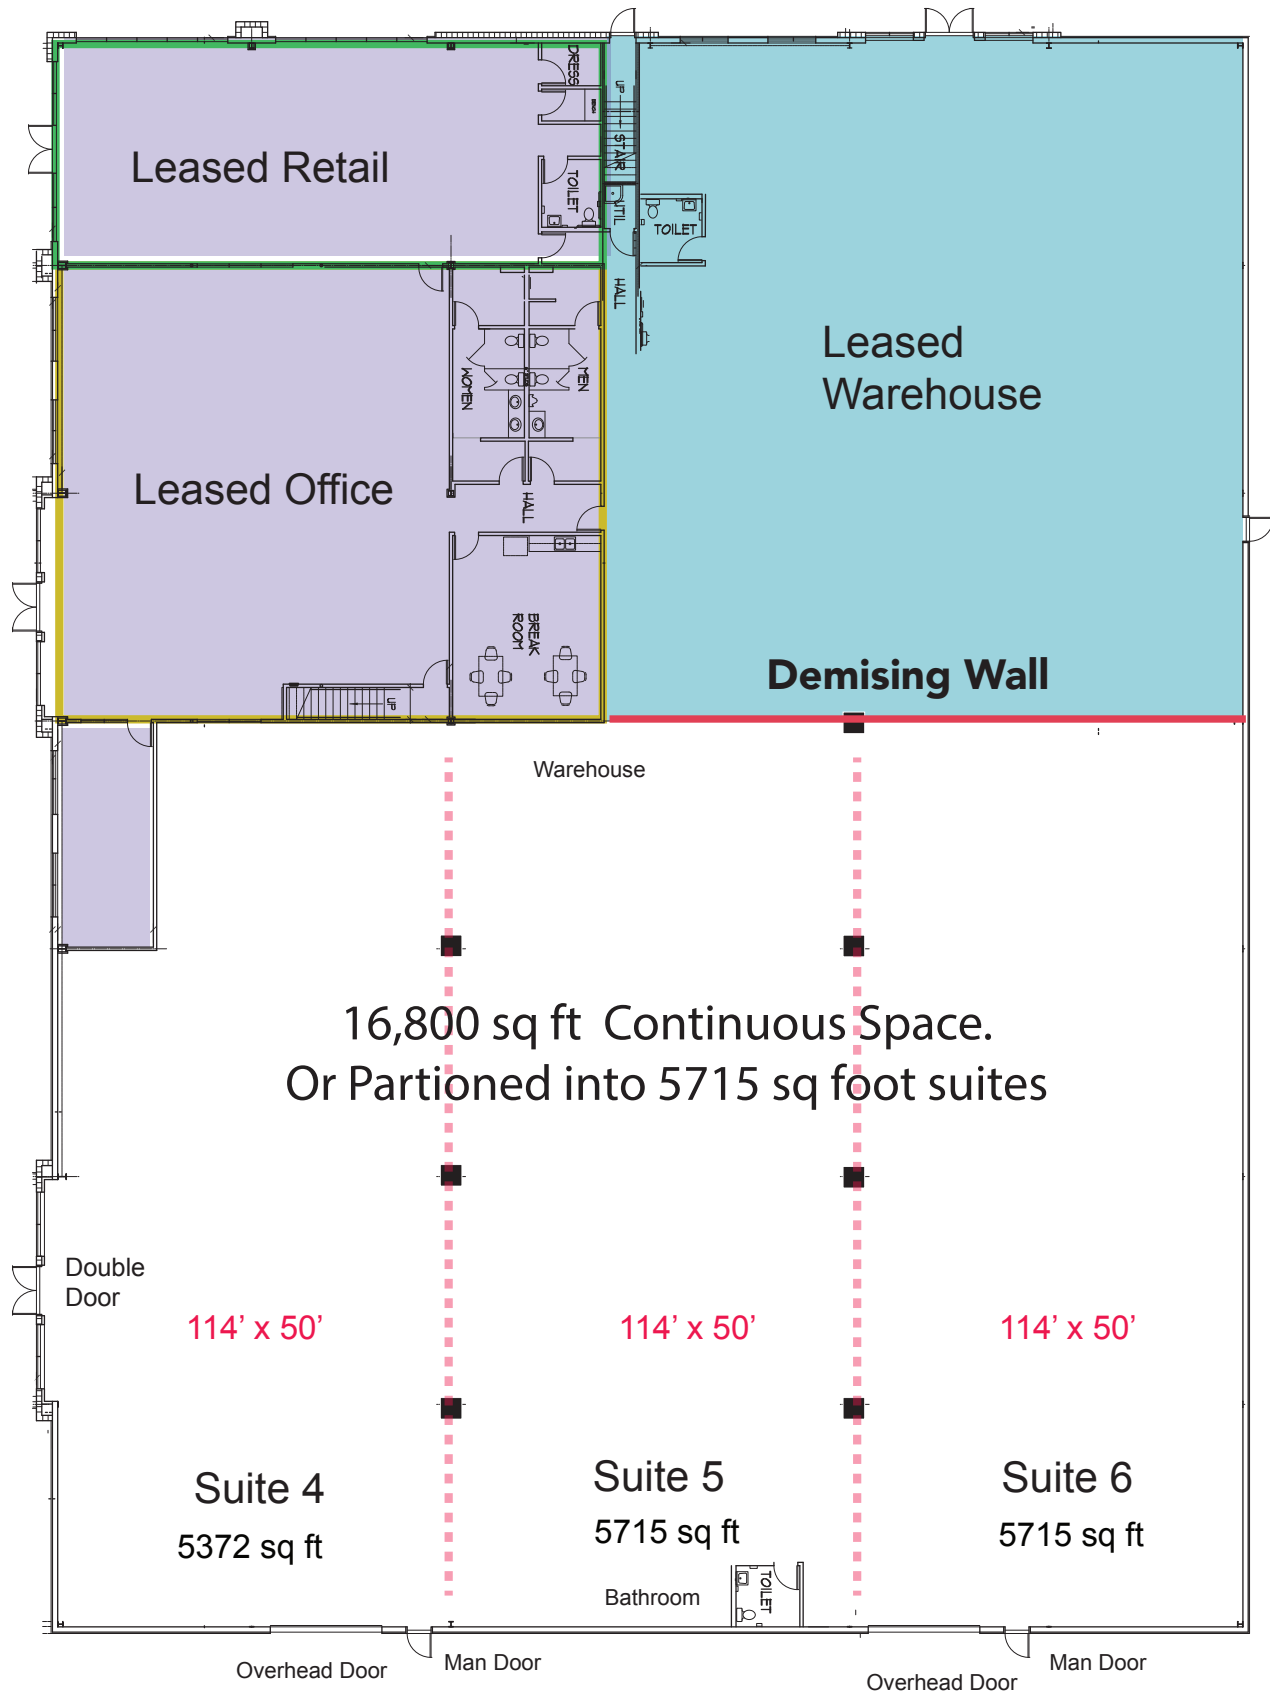 DRESS
UP
STAIR
Leased Retail
TOILET
UTIL
TOILET
HALL
Leased
Warehouse
WOMEN
MEN
Leased Office
HALL
BREAK
ROOM
Demising Wall
UP
Warehouse
16,800 sq ft Continuous Space.
Or Partioned into 5715 sq foot suites
Double
Door
114’ x 50’
114’ x 50’
114’ x 50’
Suite 4
Suite 5
Suite 6
5372 sq ft
5715 sq ft
5715 sq ft
Bathroom
TOILET
Overhead Door
Man Door
Overhead Door
Man Door